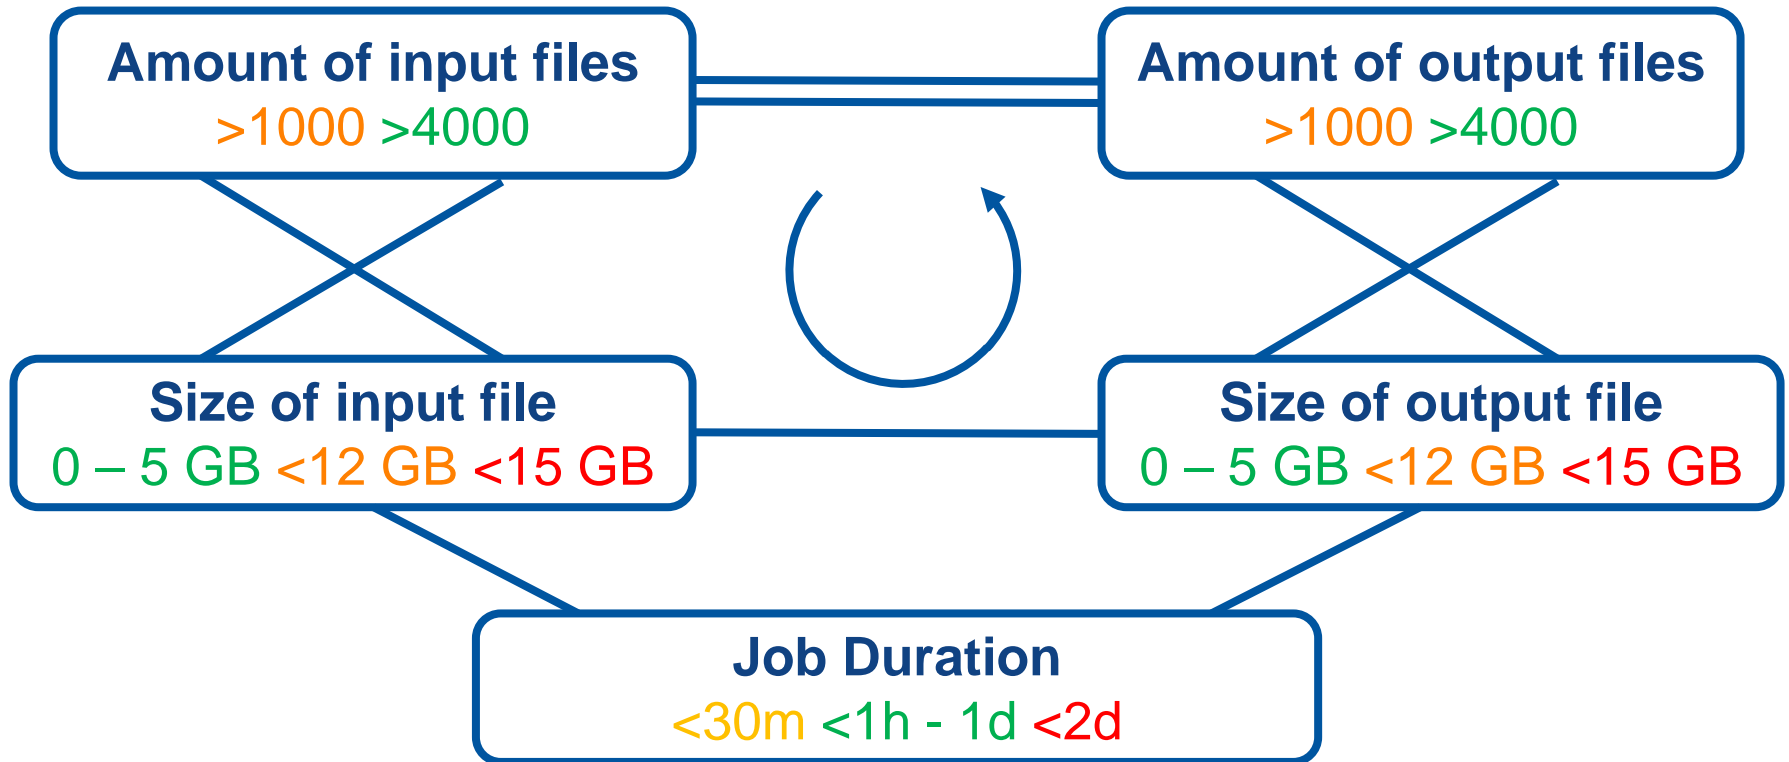 Amount of input files
>1000 >4000
Amount of output files
>1000 >4000
Size of input file
0 – 5 GB <12 GB <15 GB
Size of output file
0 – 5 GB <12 GB <15 GB
Job Duration
<30m <1h - 1d <2d